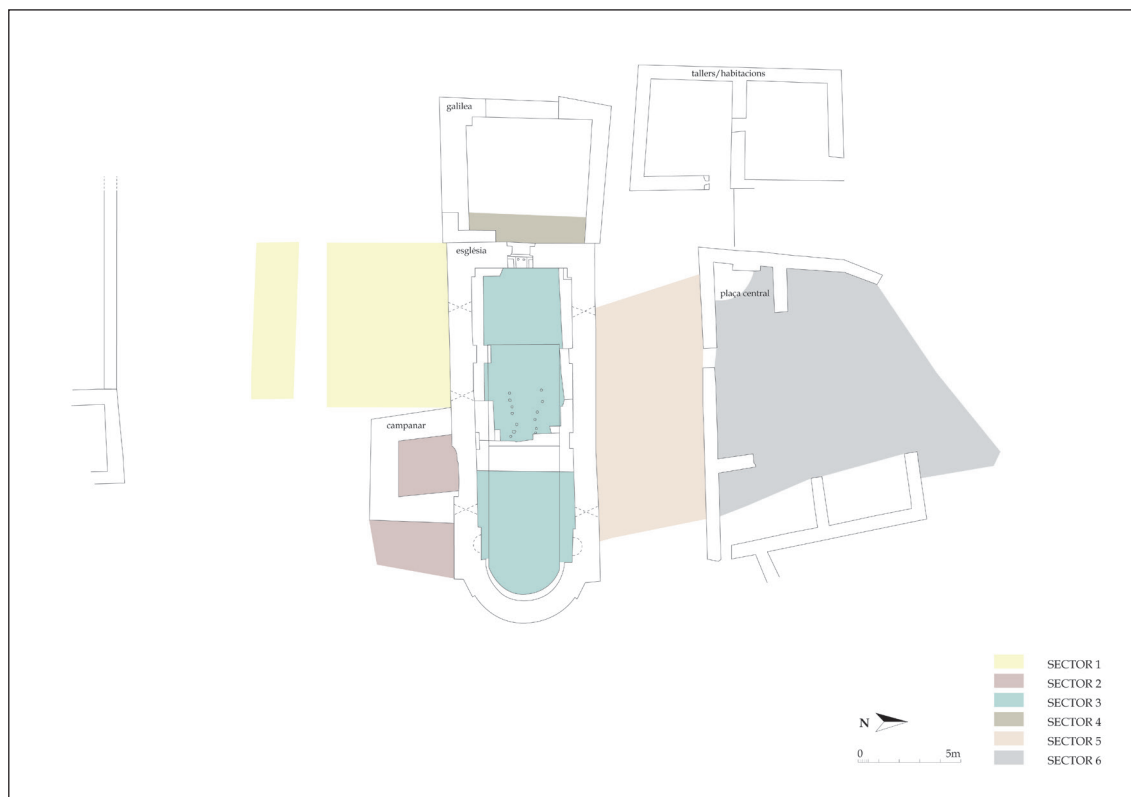 tallers/habitacions
galilea
església
plaça central
campanar
SECTOR 1
SECTOR 2
SECTOR 3
SECTOR 4
SECTOR 5
SECTOR 6
N
0 5m